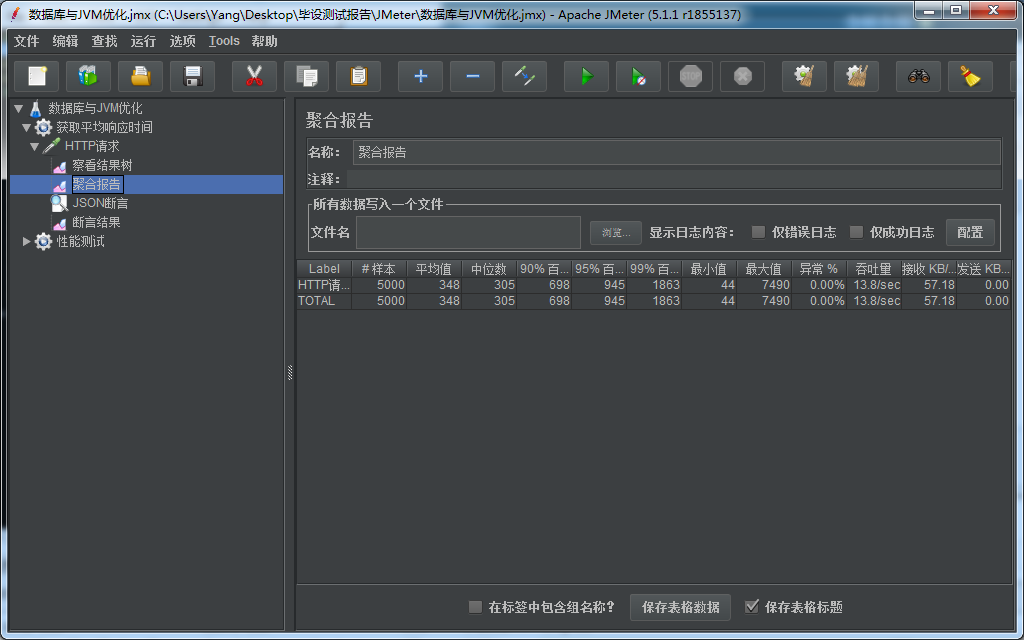 数据库与JVM优化.jmx (C:\Users\Yang\Desktop\毕设测试报告\JMeter\数据库与JVM优化.jmx) - Apache JMeter (5.1.1 r1855137)
文件 编辑 查找 运行 选项 Tools 帮助
STOP
数据库与JVM优化
获取平均响应时间
HTTP请求
察看结果树
聚合报告
JSON断言
断言结果
性能测试
聚合报告
名称： 聚合报告
注释：
所有数据写入一个文件
文件名 浏览... 显示日志内容： 仅错误日志 仅成功日志 配置
Label # 样本 平均值 中位数 90% 百... 95% 百... 99% 百... 最小值 最大值 异常 % 吞吐量 接收 KB/... 发送 KB...
HTTP请... 5000 348 305 698 945 1863 44 7490 0.00% 13.8/sec 57.18 0.00
TOTAL 5000 348 305 698 945 1863 44 7490 0.00% 13.8/sec 57.18 0.00
在标签中包含组名称? 保存表格数据 保存表格标题